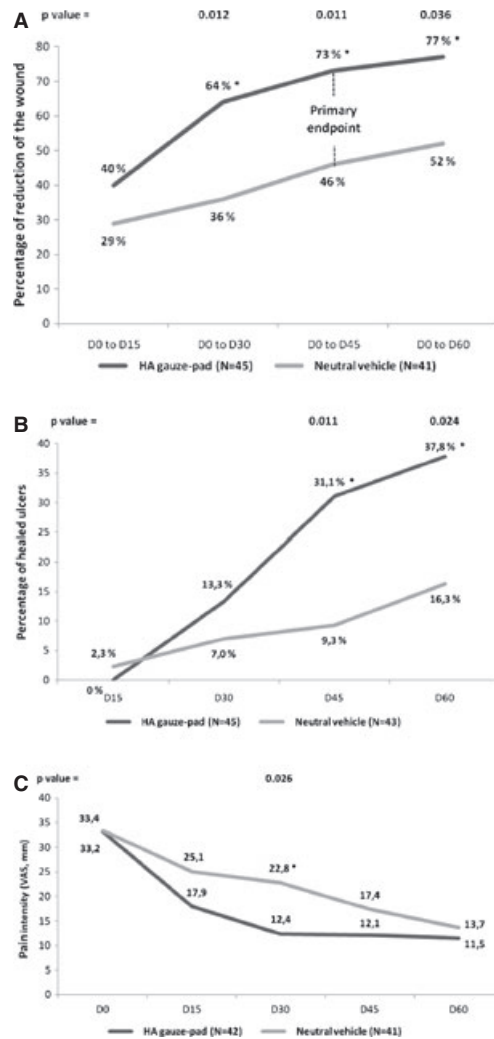 A
p value = 0.012 0.011 0.036
Percentage of reduction of the wound
80
70
60
50
40
30
20
10
0
40 %
64 % *
73 % *
77 % *
Primary
endpoint
29 %
36 %
46 %
52 %
D0 to D15 D0 to D30 D0 to D45 D0 to D60
HA gauze-pad (N=45) Neutral vehicle (N=41)
B
p value = 0.011 0.024
Percentage of healed ulcers
40
35
30
25
20
15
10
5
0
37,8 % *
31,1 % *
13,3 %
16,3 %
2,3 %
7,0 %
9,3 %
0 %
D15 D30 D45 D60
HA gauze-pad (N=45) Neutral vehicle (N=43)
C
p value = 0.026
Pain intensity (VAS, mm)
40
35
30
25
20
15
10
5
0
33,4
33,2
25,1
22,8 *
17,9
17,4
12,4
12,1
13,7
11,5
D0 D15 D30 D45 D60
HA gauze-pad (N=42) Neutral vehicle (N=41)